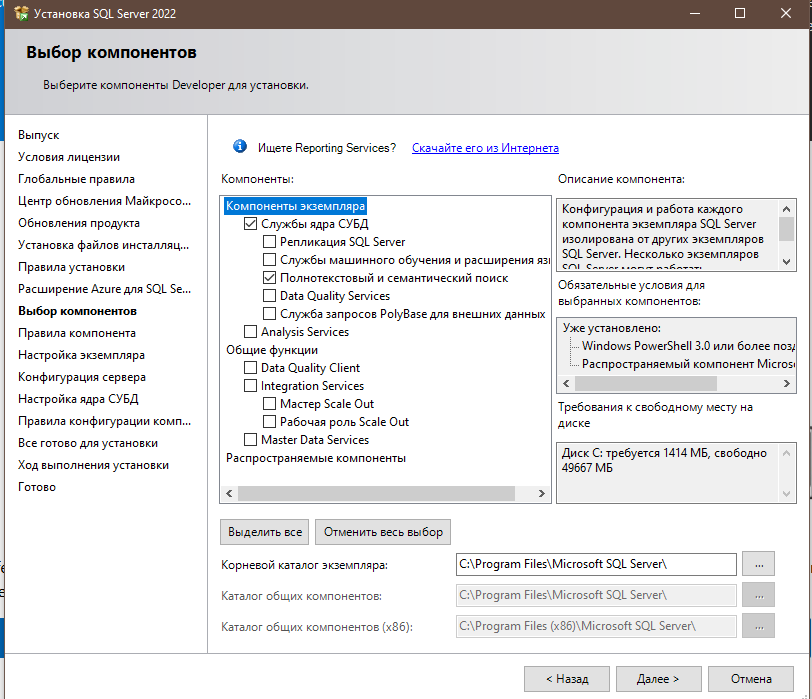 Установка SQL Server 2022
Выбор компонентов
Выберите компоненты Developer для установки.
Выпуск
Условия лицензии
Глобальные правила
Центр обновления Майкросо...
Обновления продукта
Установка файлов инсталляц...
Правила установки
Расширение Azure для SQL Se...
Выбор компонентов
Правила компонента
Настройка экземпляра
Конфигурация сервера
Настройка ядра СУБД
Правила конфигурации комп...
Все готово для установки
Ход выполнения установки
Готово
Ищете Reporting Services? Скачайте его из Интернета
Компоненты:
Компоненты экземпляра
Службы ядра СУБД
Репликация SQL Server
Службы машинного обучения и расширения язы
Полнотекстовый и семантический поиск
Data Quality Services
Служба запросов PolyBase для внешних данных
Analysis Services
Общие функции
Data Quality Client
Integration Services
Мастер Scale Out
Рабочая роль Scale Out
Master Data Services
Распространяемые компоненты
Описание компонента:
Конфигурация и работа каждого
компонента экземпляра SQL Server
изолирована от других экземпляров
SQL Server. Несколько экземпляров
SQL Server могут работать
Обязательные условия для
выбранных компонентов:
Уже установлено:
Windows PowerShell 3.0 или более позд
Распространяемый компонент Microso
Требования к свободному месту на
диске
Диск C: требуется 1414 МБ, свободно
49667 МБ
Выделить все
Отменить весь выбор
Корневой каталог экземпляра:
C:\Program Files\Microsoft SQL Server\
...
Каталог общих компонентов:
C:\Program Files\Microsoft SQL Server\
...
Каталог общих компонентов (x86):
C:\Program Files (x86)\Microsoft SQL Server\
...
< Назад
Далее >
Отмена